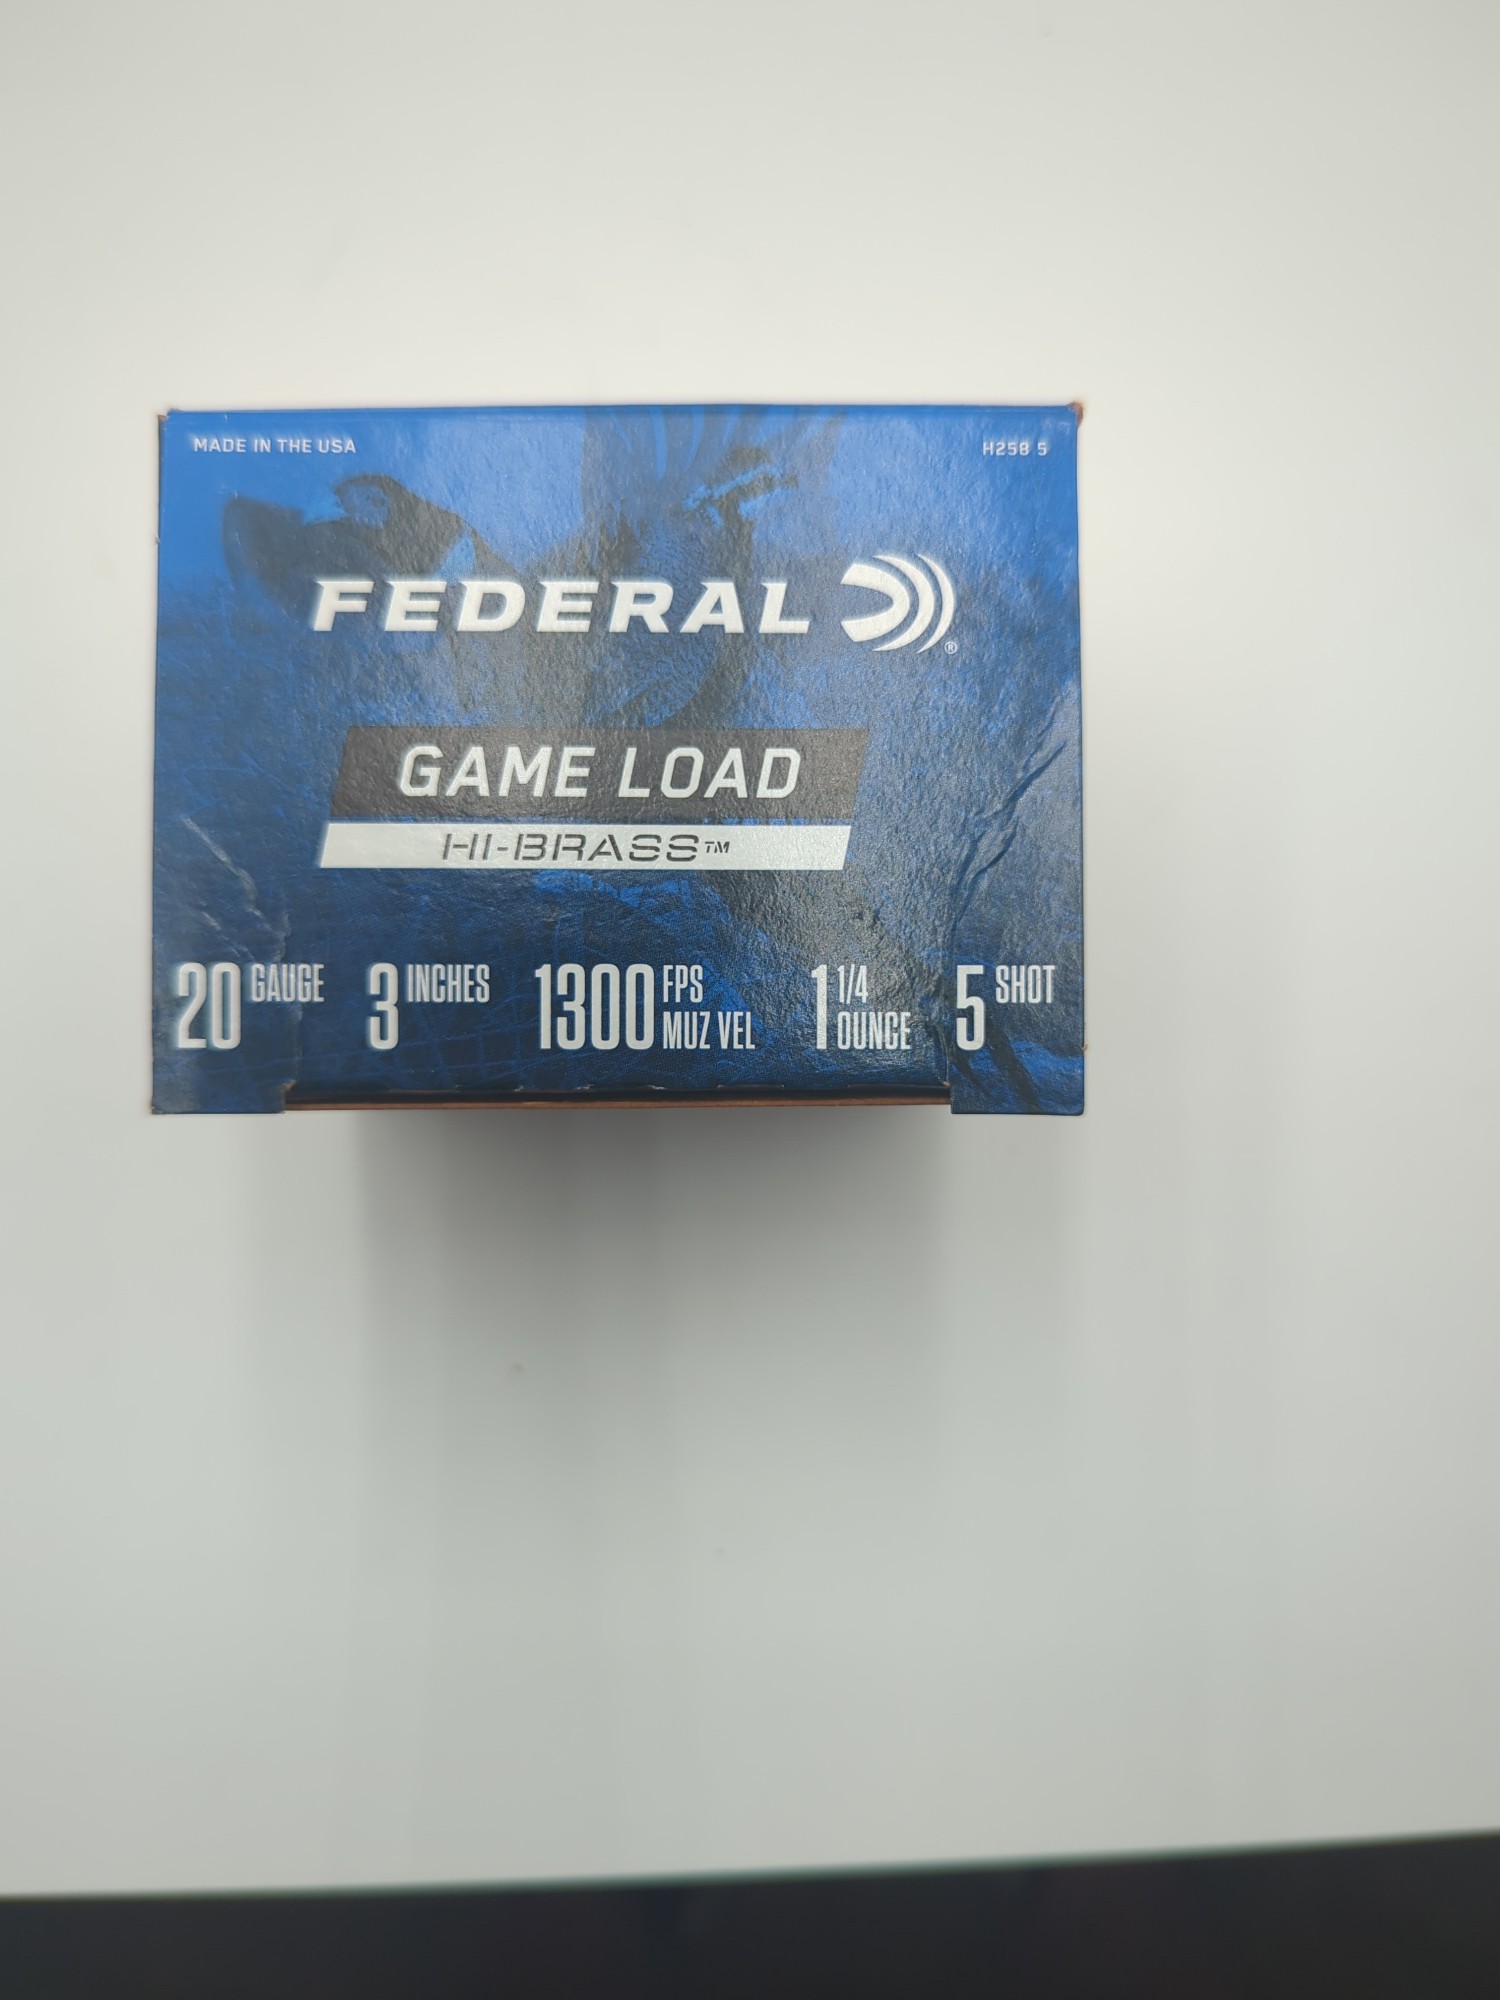 MADE IN THE USA
H258 5
FEDERAL ®
GAME LOAD
HI-BRASS™
20 GAUGE 3 INCHES 1300 FPS MUZ VEL 1 1/4 OUNCE 5 SHOT